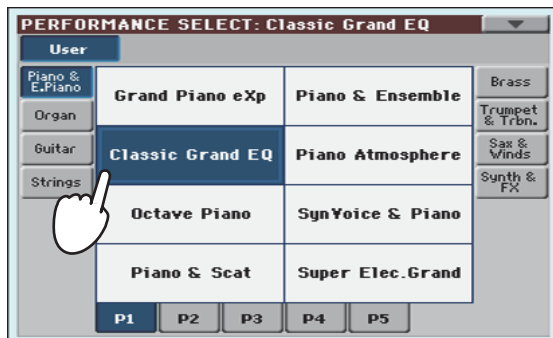 PERFORMANCE SELECT: Classic Grand EQ
User
Piano &
E.Piano
Organ
Guitar
Strings
Grand Piano eXp
Piano & Ensemble
Classic Grand EQ
Piano Atmosphere
Octave Piano
SynVoice & Piano
Piano & Scat
Super Elec.Grand
Brass
Trumpet
& Trbn.
Sax &
Winds
Synth &
FX
P1 P2 P3 P4 P5